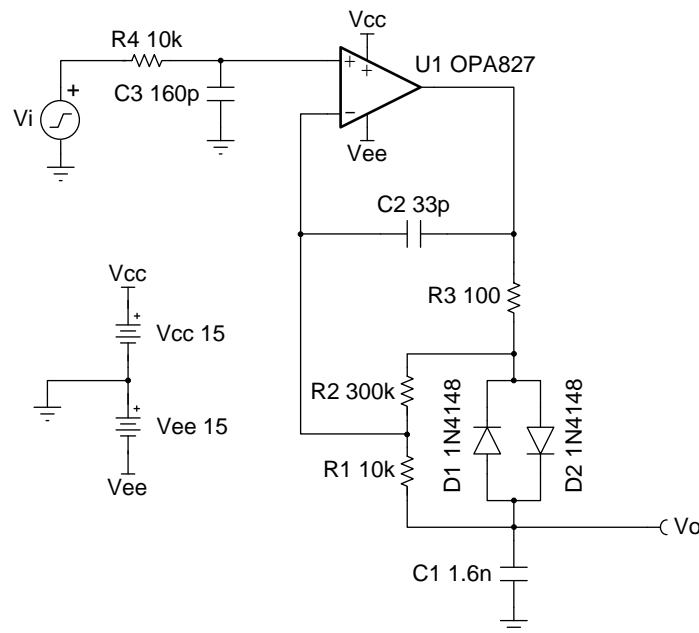 Vcc
R4 10k
U1 OPA827
+
+
+
−
C3 160p
Vi
Vee
C2 33p
Vcc
R3 100
+
Vcc 15
R2 300k
D1 1N4148
D2 1N4148
+
Vee 15
R1 10k
Vee
Vo
C1 1.6n